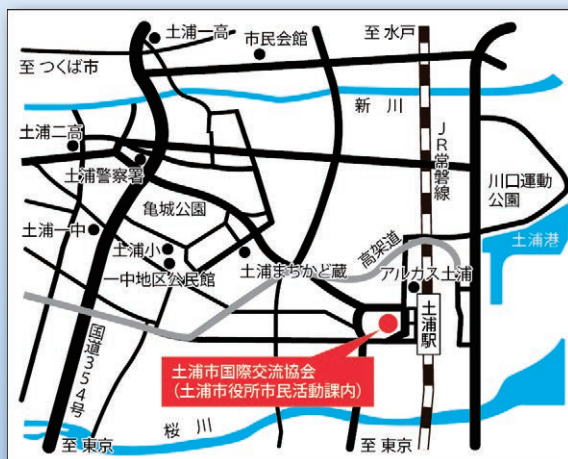 土浦一高
至 水戸
市民会館
至 つくば市
新川
土浦二高
JR常磐線
土浦警察署
川口運動
公園
亀城公園
土浦一中
土浦小
高架道
土浦港
一中地区公民館
土浦まちかど蔵
アルカス土浦
土浦駅
国道354号
土浦市国際交流協会
（土浦市役所市民活動課内）
桜川
至 東京
至 東京